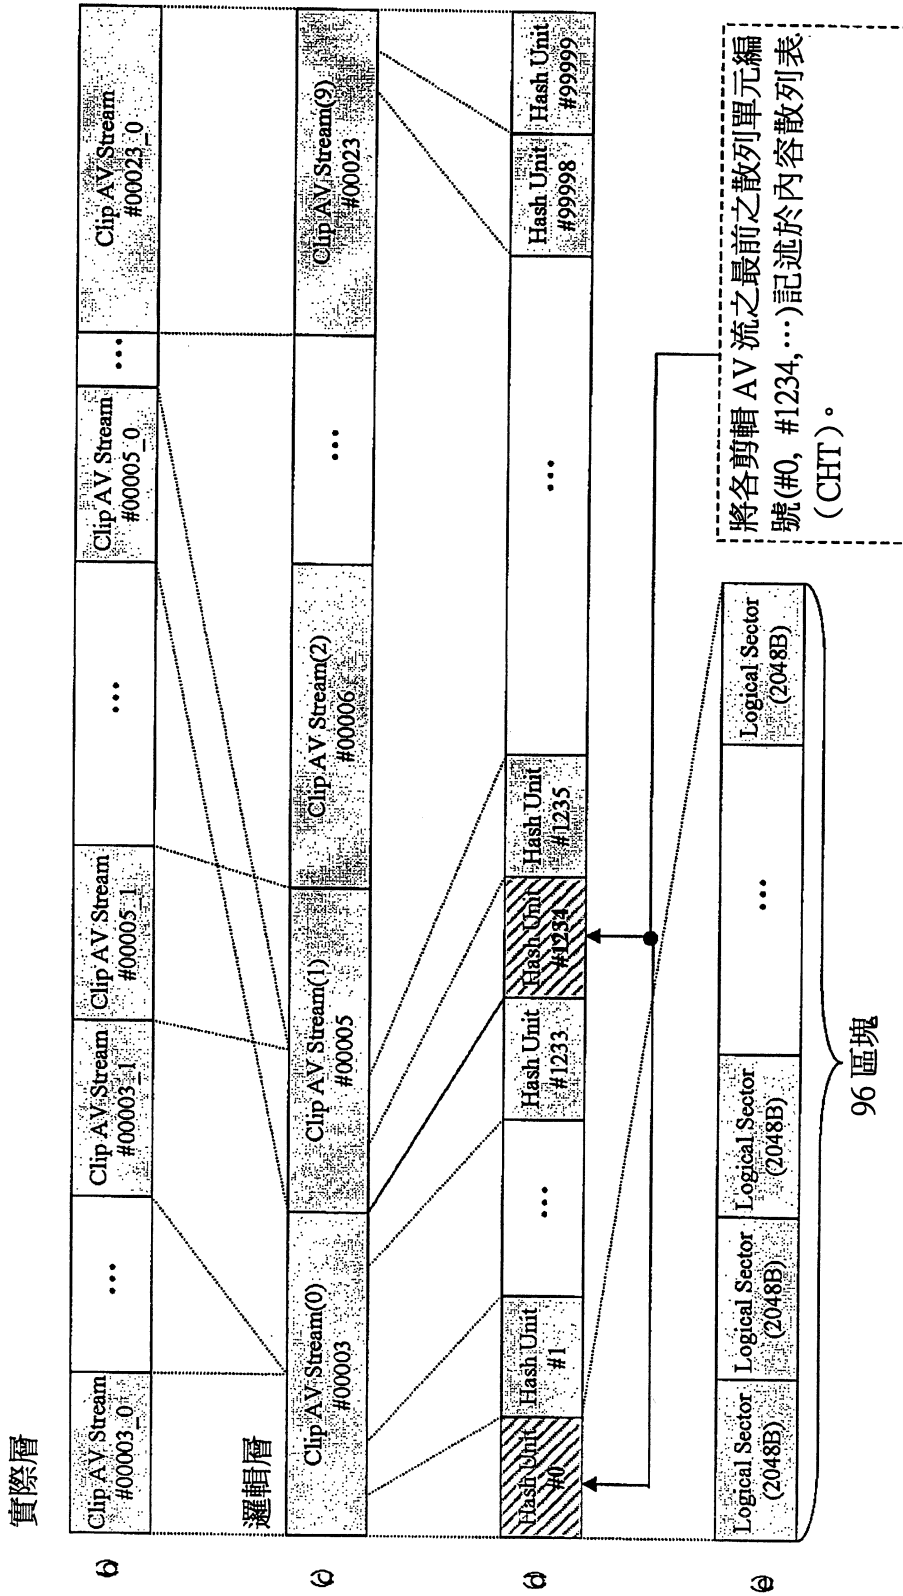 實際層
(b)
Clip AV Stream
#00003_0
…
Clip AV Stream
#00003_1
Clip AV Stream
#00005_1
…
Clip AV Stream
#00005_0
…
Clip AV Stream
#00023_0
邏輯層
(c)
Clip AV Stream(0)
#00003
Clip AV Stream(1)
#00005
Clip AV Stream(2)
#00006
…
Clip AV Stream(9)
#00023
(d)
Hash Unit
#0
Hash Unit
#1
…
Hash Unit
#1233
Hash Unit
#1234
Hash Unit
#1235
…
Hash Unit
#99998
Hash Unit
#99999
(e)
Logical Sector
(2048B)
Logical Sector
(2048B)
Logical Sector
(2048B)
…
Logical Sector
(2048B)
96 區塊
將各剪輯 AV 流之最前之散列單元編
號(#0, #1234,…)記述於內容散列表
(CHT)。